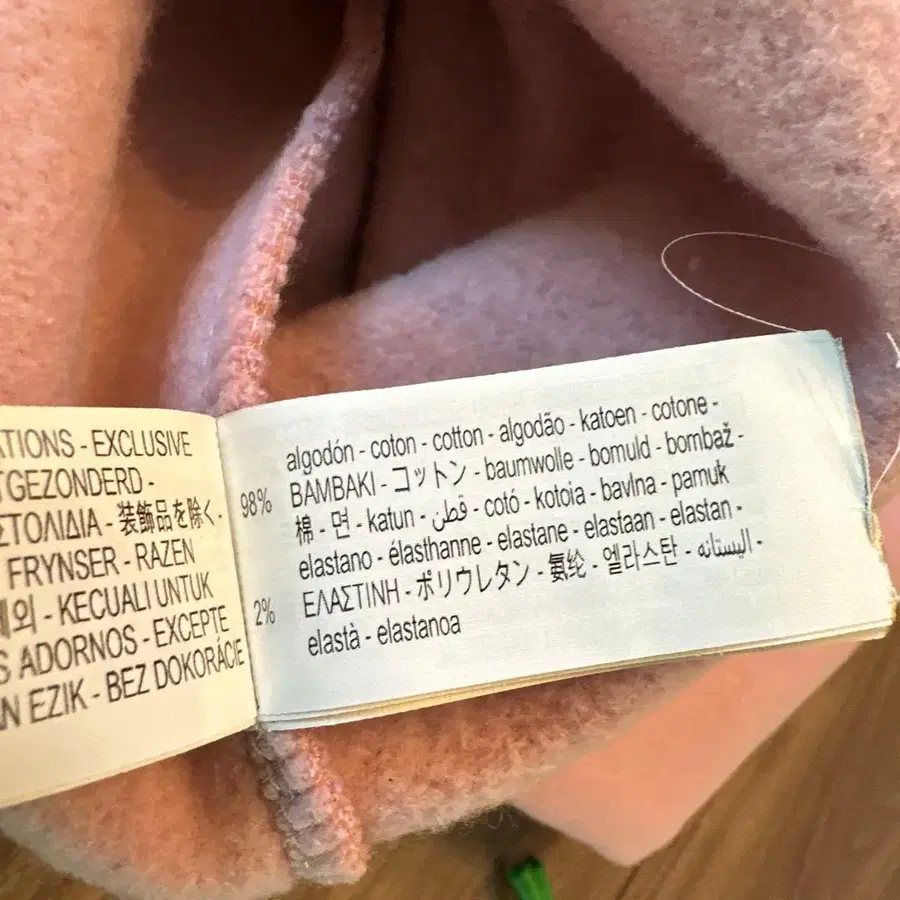 ATIONS - EXCLUSIVE
TGEZONDERD -
ΣΤΟΛΙΔΙΑ - 装飾品を除く -
FRYNSER - RAZEN
외 - KECUALI UNTUK
S ADORNOS - EXCEPTE
AN EZIK - BEZ DOKORÁCIE
98% algodón - coton - cotton - algodão - katoen - cotone -
BAMBAKI - コットン - baumwolle - bomuld - bombaž -
棉 - 면 - katun - قطن - cotó - kotoia - bavlna - pamuk
2% elastano - élasthanne - elastane - elastaan - elastan -
ΕΛΑΣΤΙΝΗ - ポリウレタン - 氨纶 - 엘라스탄 - اليستانه -
elastà - elastanoa